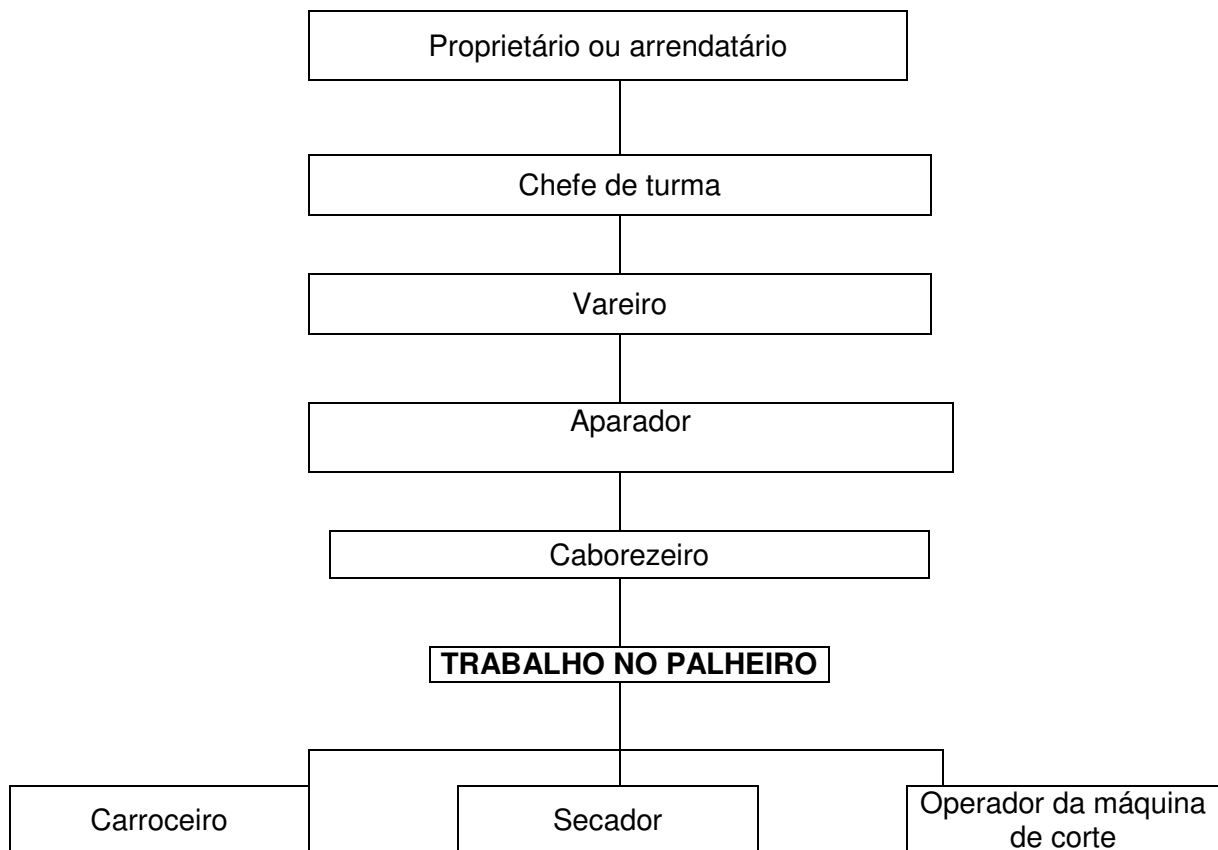 Proprietário ou arrendatário
Chefe de turma
Vareiro
Aparador
Caborezeiro
TRABALHO NO PALHEIRO
Carroceiro
Secador
Operador da máquina
de corte